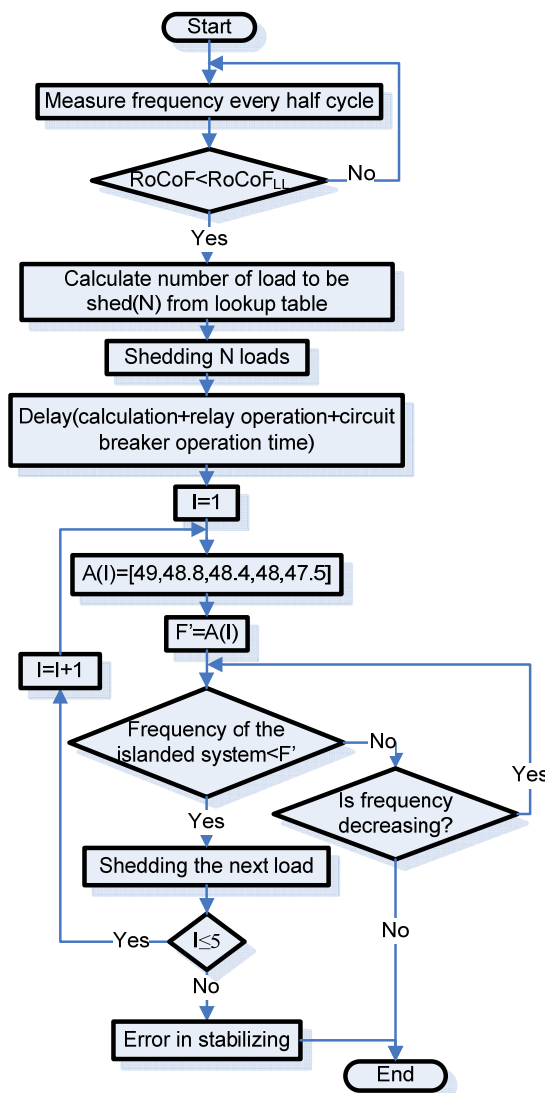 Start
Measure frequency every half cycle
RoCoF<RoCoF_LL
No
Yes
Calculate number of load to be
shed(N) from lookup table
Shedding N loads
Delay(calculation+relay operation+circuit
breaker operation time)
I=1
A(I)=[49,48.8,48.4,48,47.5]
F'=A(I)
I=I+1
Frequency of the
islanded system<F'
No
Yes
Is frequency
decreasing?
Yes
Shedding the next load
No
Yes
I≤5
No
Error in stabilizing
End